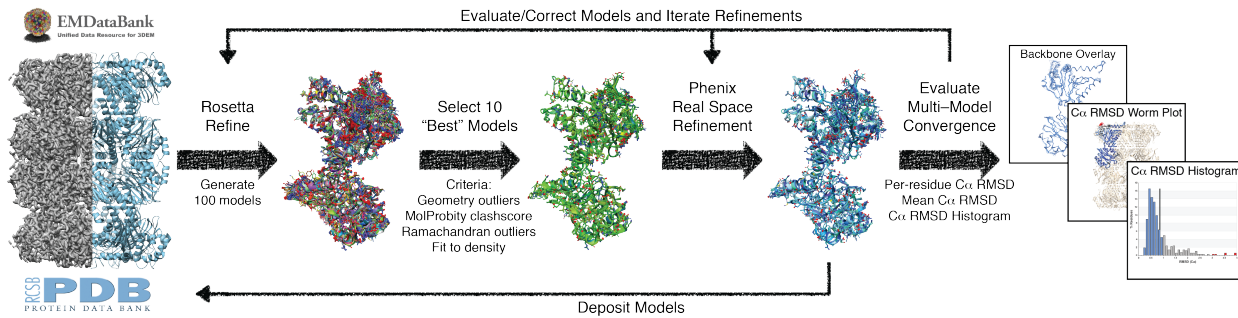 EMDataBank
Unified Data Resource for 3DEM
Evaluate/Correct Models and Iterate Refinements
Rosetta
Refine
Generate
100 models
Select 10
“Best” Models
Criteria:
Geometry outliers
MolProbity clashscore
Ramachandran outliers
Fit to density
Phenix
Real Space
Refinement
Evaluate
Multi–Model
Convergence
Per-residue Cα RMSD
Mean Cα RMSD
Cα RMSD Histogram
Backbone Overlay
Cα RMSD Worm Plot
Cα RMSD Histogram
RMSD (Cα)
RCSB
PDB
PROTEIN DATA BANK
Deposit Models